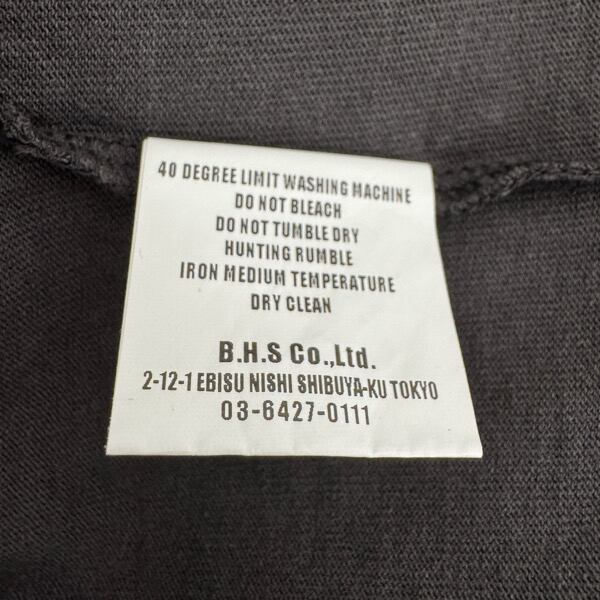 40 DEGREE LIMIT WASHING MACHINE
DO NOT BLEACH
DO NOT TUMBLE DRY
HUNTING RUMBLE
IRON MEDIUM TEMPERATURE
DRY CLEAN
B.H.S Co.,Ltd.
2-12-1 EBISU NISHI SHIBUYA-KU TOKYO
03-6427-0111